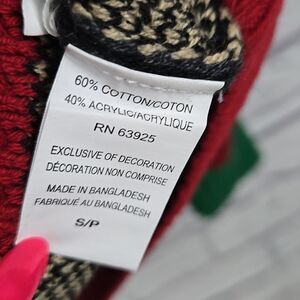 60% COTTON/COTON
40% ACRYLIC/ACRYLIQUE
RN 63925
EXCLUSIVE OF DECORATION
DÉCORATION NON COMPRISE
MADE IN BANGLADESH
FABRIQUÉ AU BANGLADESH
S/P